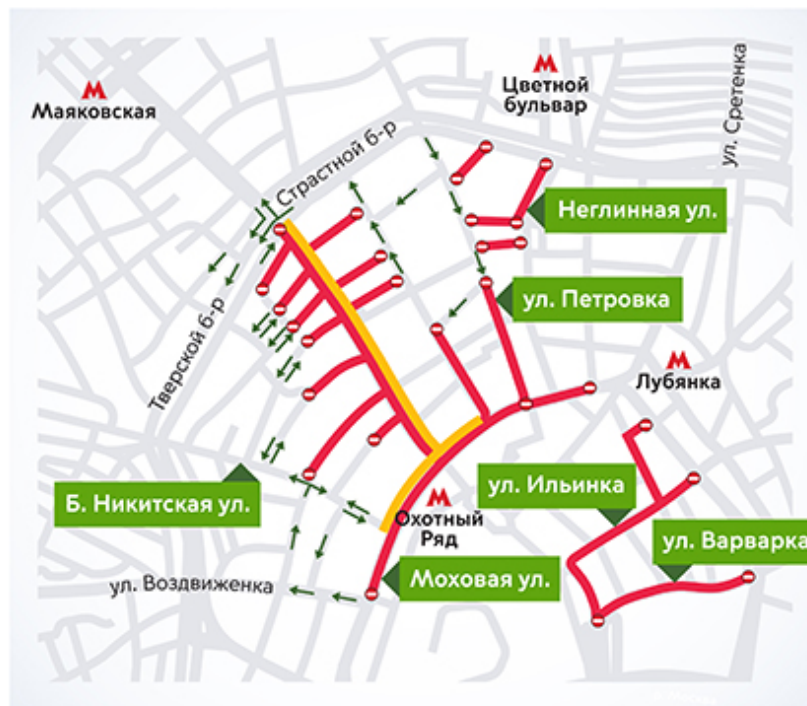 Маяковская
Цветной
бульвар
ул. Сретенка
Страстной б-р
Неглинная ул.
ул. Петровка
Тверской б-р
Лубянка
Б. Никитская ул.
ул. Ильинка
Охотный
Ряд
ул. Варварка
ул. Воздвиженка
Моховая ул.